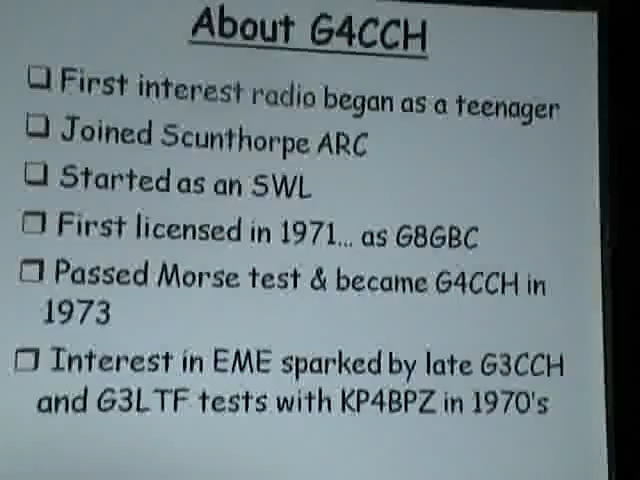 About G4CCH
❑ First interest radio began as a teenager
❑ Joined Scunthorpe ARC
❑ Started as an SWL
❑ First licensed in 1971... as G8GBC
❑ Passed Morse test & became G4CCH in
1973
❑ Interest in EME sparked by late G3CCH
and G3LTF tests with KP4BPZ in 1970's